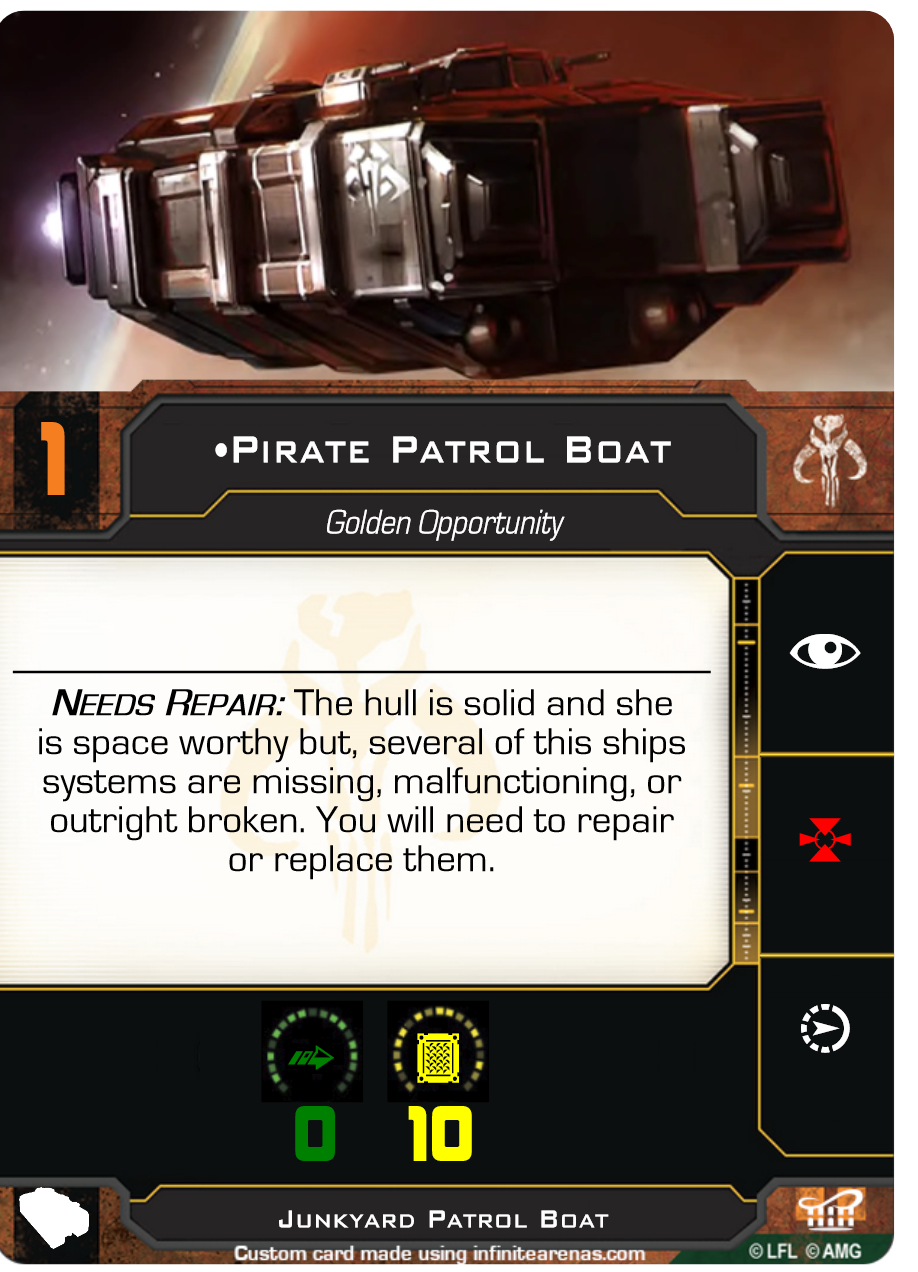 1
•Pirate Patrol Boat
Golden Opportunity
Needs Repair: The hull is solid and she
is space worthy but, several of this ships
systems are missing, malfunctioning, or
outright broken. You will need to repair
or replace them.
0 10
Junkyard Patrol Boat
Custom card made using infinitearenas.com
© LFL © AMG